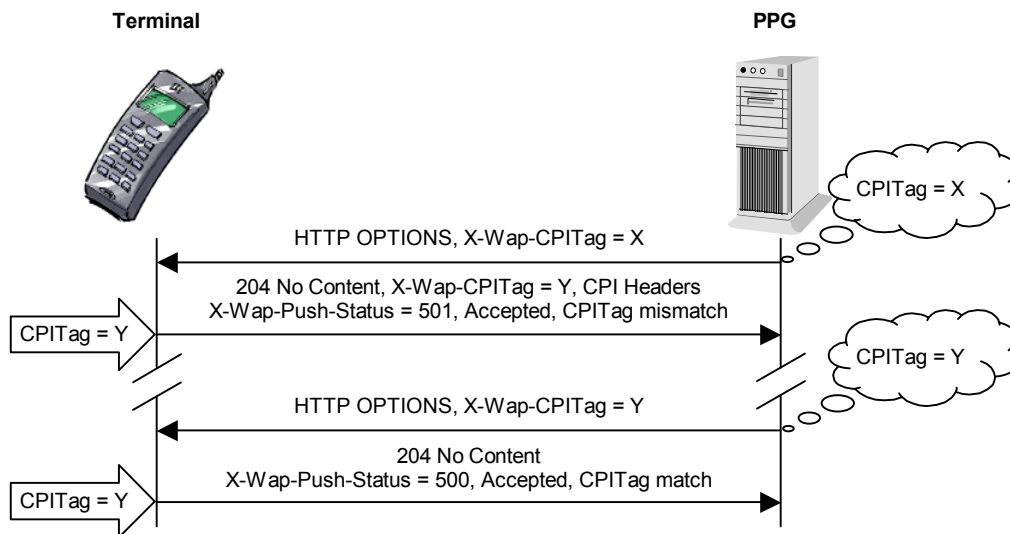 Terminal
PPG
CPITag = X
HTTP OPTIONS, X-Wap-CPITag = X
204 No Content, X-Wap-CPITag = Y, CPI Headers
X-Wap-Push-Status = 501, Accepted, CPITag mismatch
CPITag = Y
CPITag = Y
HTTP OPTIONS, X-Wap-CPITag = Y
204 No Content
X-Wap-Push-Status = 500, Accepted, CPITag match
CPITag = Y